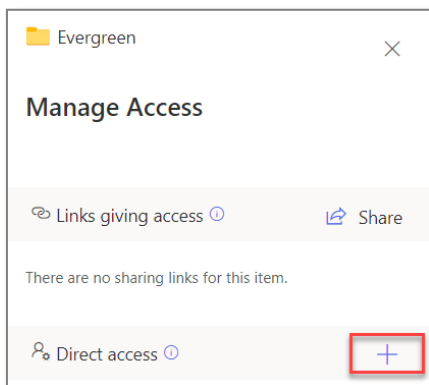 Evergreen
Manage Access
Links giving access
Share
There are no sharing links for this item.
Direct access